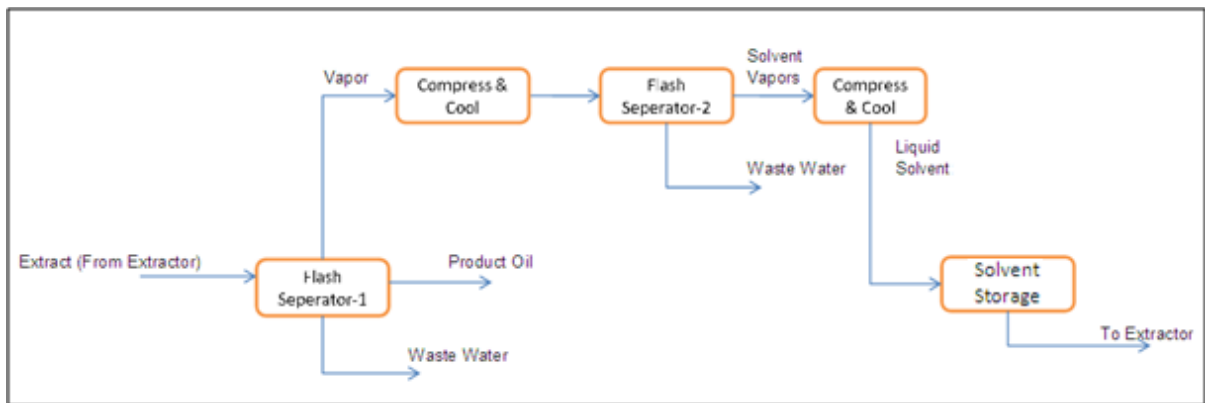 Vapor
Compress &
Cool
Flash
Seperator-2
Solvent
Vapors
Compress
& Cool
Waste Water
Liquid
Solvent
Extract (From Extractor)
Flash
Seperator-1
Product Oil
Waste Water
Solvent
Storage
To Extractor